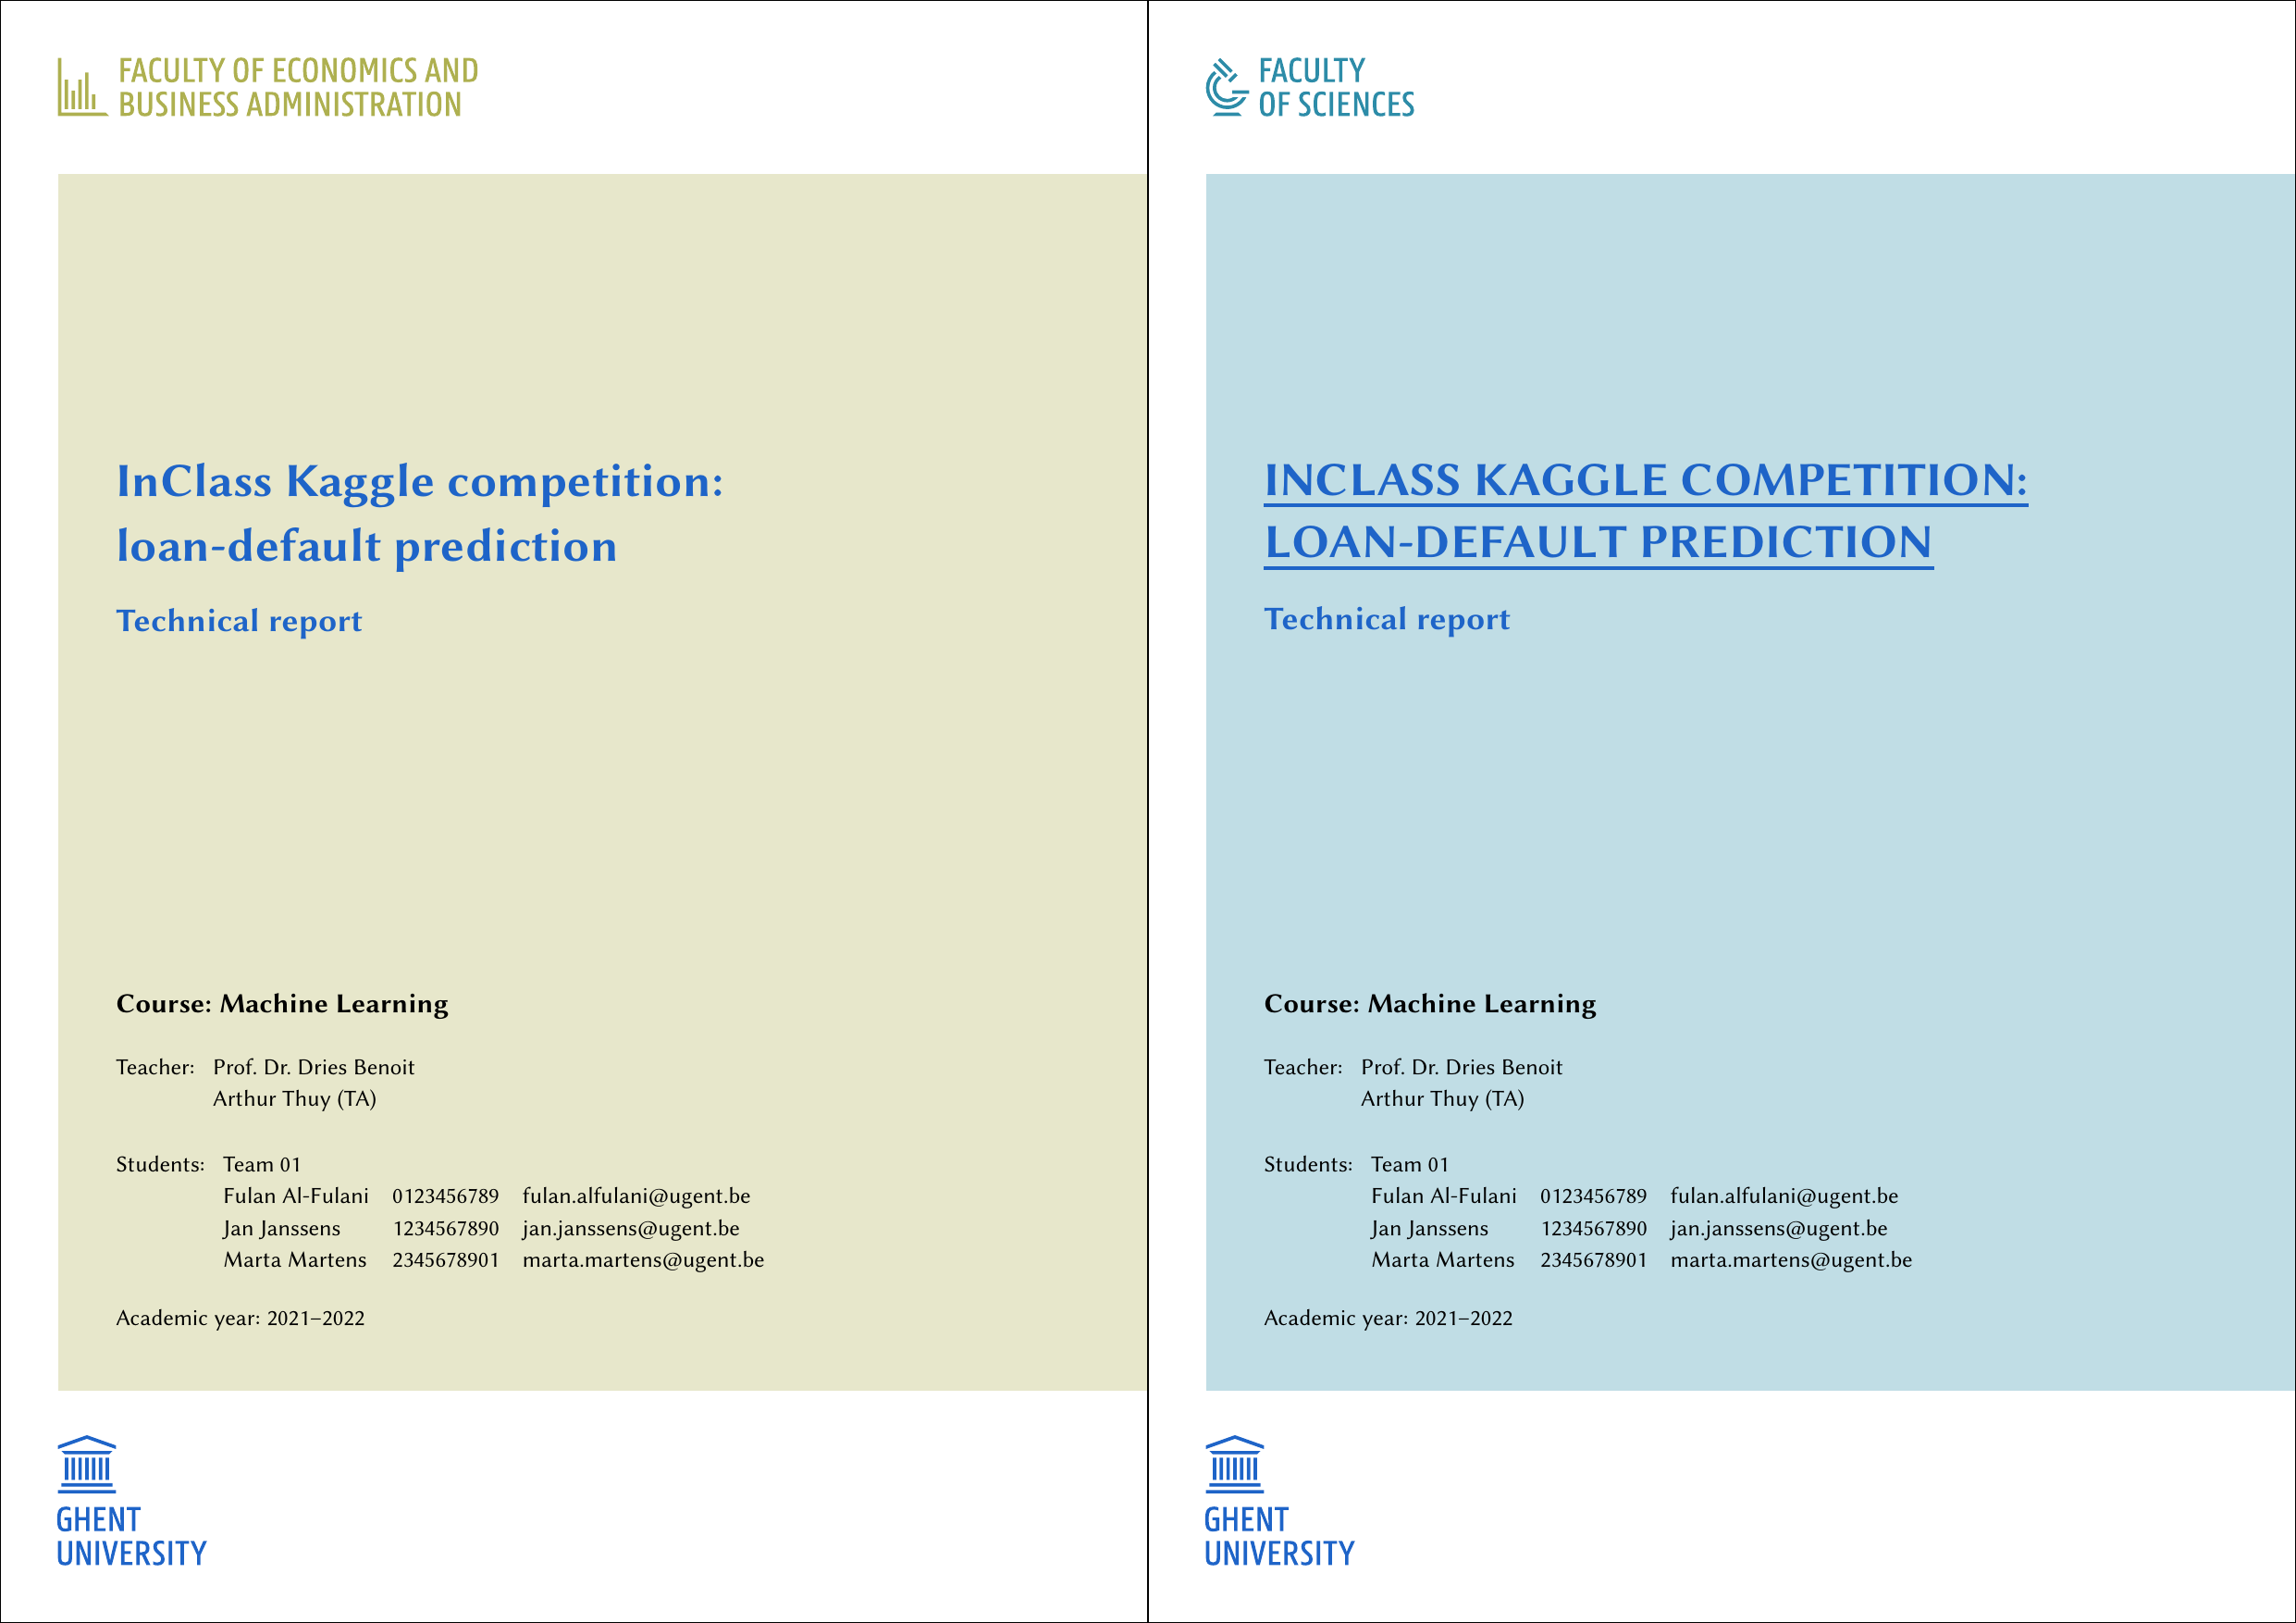 FACULTY OF ECONOMICS AND
BUSINESS ADMINISTRATION
InClass Kaggle competition:
loan-default prediction
Technical report
Course: Machine Learning
Teacher: Prof. Dr. Dries Benoit
Arthur Thuy (TA)
Students: Team 01
Fulan Al-Fulani 0123456789 fulan.alfulani@ugent.be
Jan Janssens 1234567890 jan.janssens@ugent.be
Marta Martens 2345678901 marta.martens@ugent.be
Academic year: 2021–2022
GHENT
UNIVERSITY
FACULTY
OF SCIENCES
INCLASS KAGGLE COMPETITION:
LOAN-DEFAULT PREDICTION
Technical report
Course: Machine Learning
Teacher: Prof. Dr. Dries Benoit
Arthur Thuy (TA)
Students: Team 01
Fulan Al-Fulani 0123456789 fulan.alfulani@ugent.be
Jan Janssens 1234567890 jan.janssens@ugent.be
Marta Martens 2345678901 marta.martens@ugent.be
Academic year: 2021–2022
GHENT
UNIVERSITY